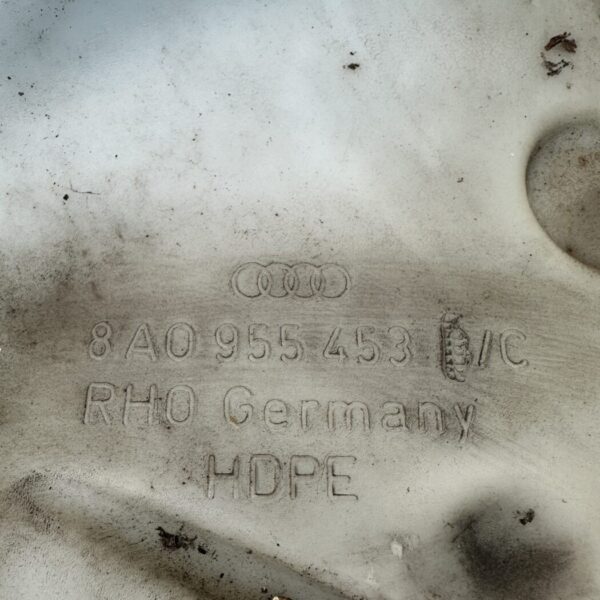 8A0 955 453 /C
RHO Germany
HDPE